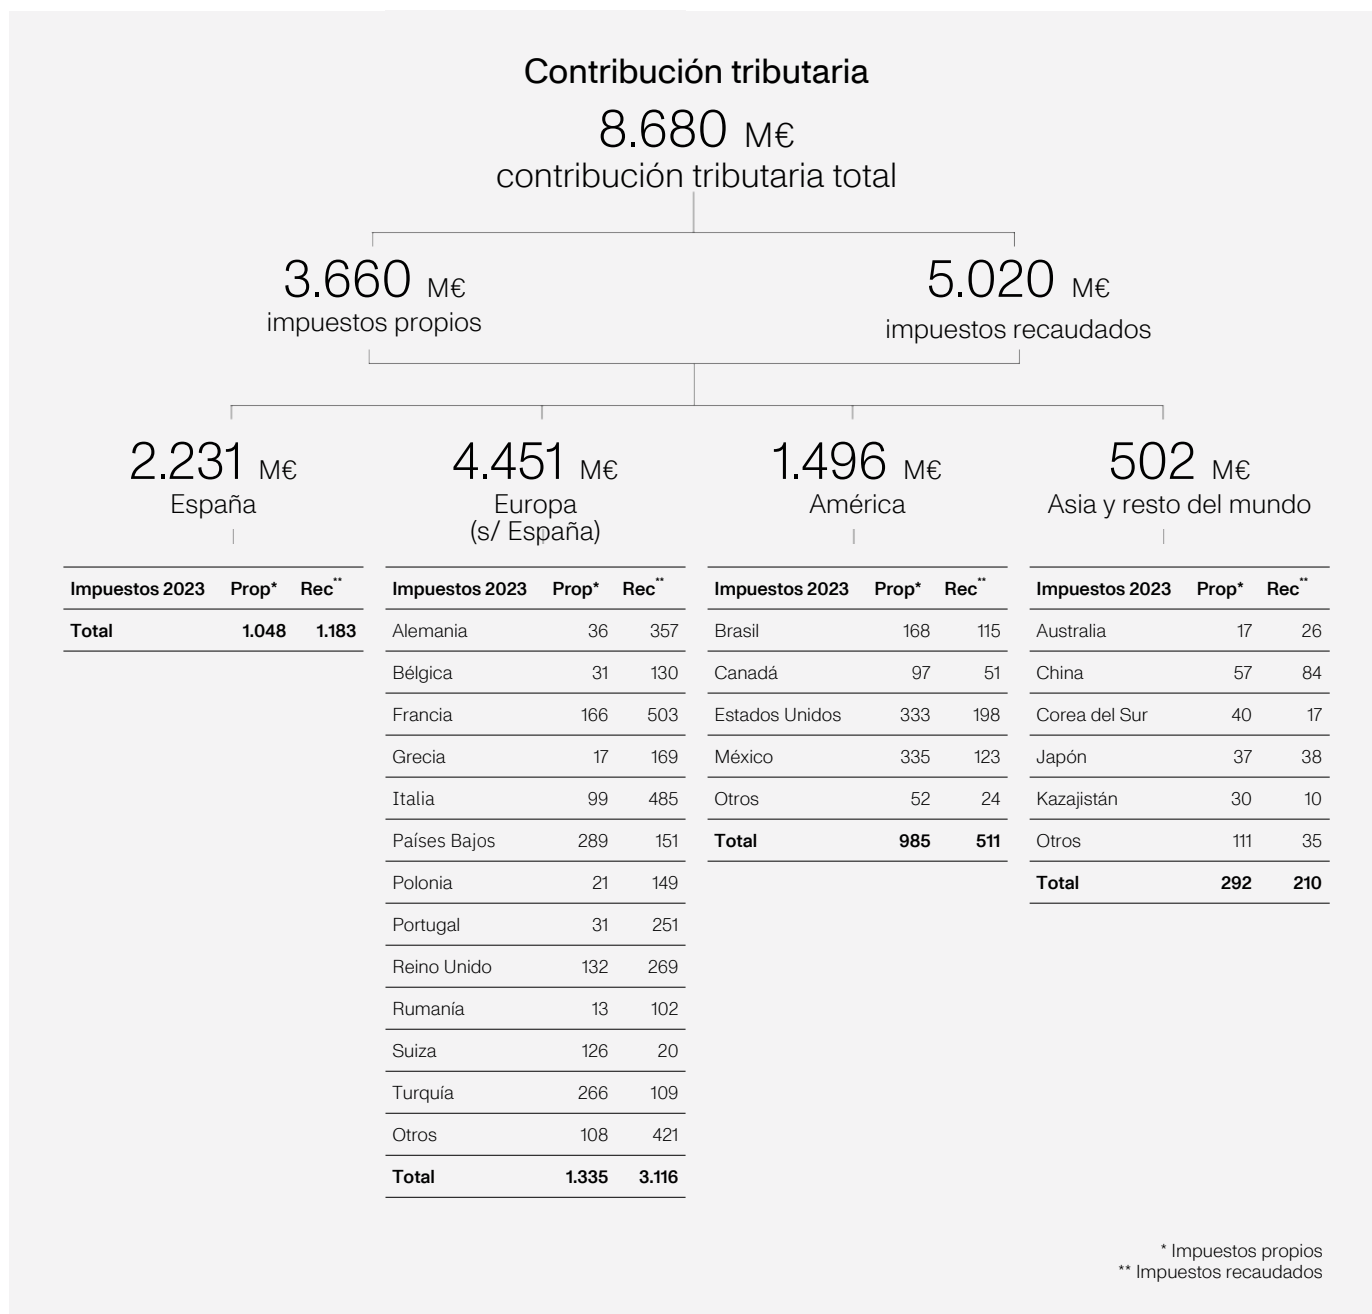 Contribución tributaria
8.680 M€
contribución tributaria total
3.660 M€
impuestos propios
5.020 M€
impuestos recaudados
2.231 M€
España
4.451 M€
Europa
(s/ España)
1.496 M€
América
502 M€
Asia y resto del mundo
Impuestos 2023 Prop* Rec**
Total 1.048 1.183
Impuestos 2023 Prop* Rec**
Alemania 36 357
Bélgica 31 130
Francia 166 503
Grecia 17 169
Italia 99 485
Países Bajos 289 151
Polonia 21 149
Portugal 31 251
Reino Unido 132 269
Rumanía 13 102
Suiza 126 20
Turquía 266 109
Otros 108 421
Total 1.335 3.116
Impuestos 2023 Prop* Rec**
Brasil 168 115
Canadá 97 51
Estados Unidos 333 198
México 335 123
Otros 52 24
Total 985 511
Impuestos 2023 Prop* Rec**
Australia 17 26
China 57 84
Corea del Sur 40 17
Japón 37 38
Kazajistán 30 10
Otros 111 35
Total 292 210
* Impuestos propios
** Impuestos recaudados